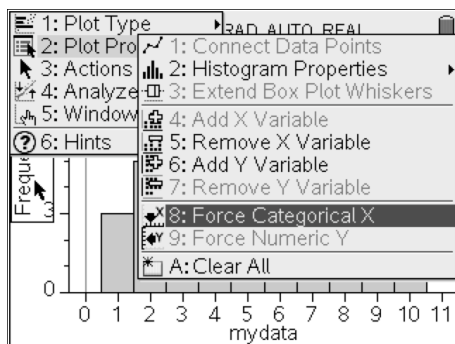 1: Plot Type
RAD AUTO REAL
2: Plot Pro
3: Actions
4: Analyze
5: Window
6: Hints
1: Connect Data Points
2: Histogram Properties
3: Extend Box Plot Whiskers
4: Add X Variable
5: Remove X Variable
6: Add Y Variable
7: Remove Y Variable
8: Force Categorical X
9: Force Numeric Y
A: Clear All
Freque
3
0
0 1 2 3 4 5 6 7 8 9 10 11
mydata